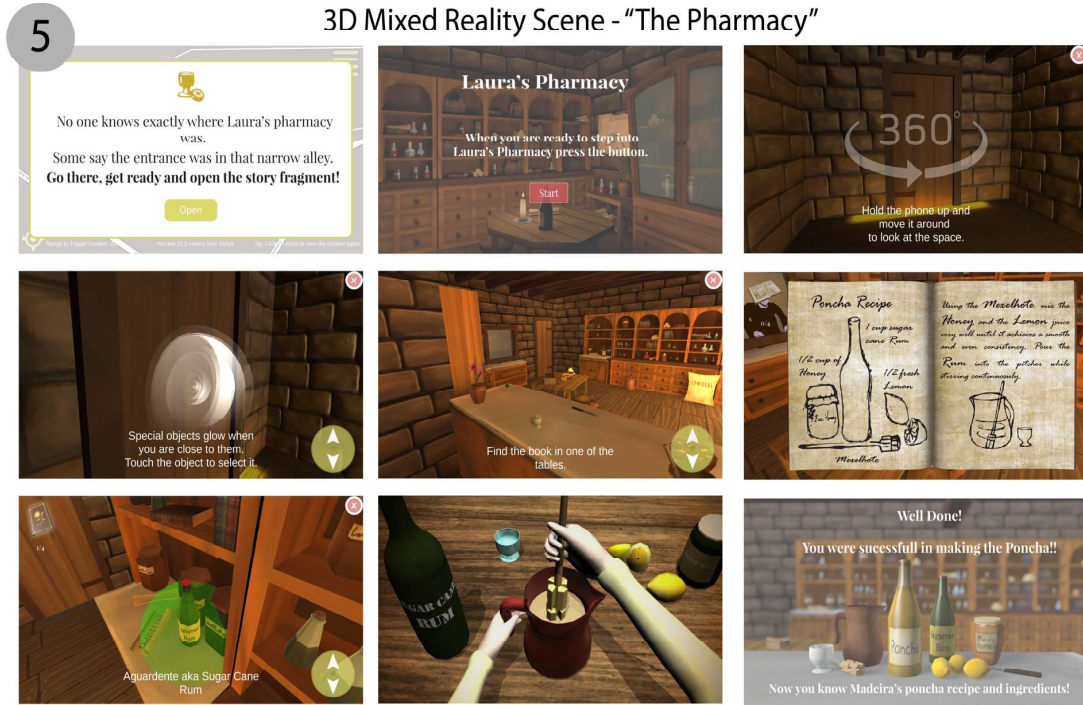 5
3D Mixed Reality Scene - “The Pharmacy”
No one knows exactly where Laura's pharmacy
was.
Some say the entrance was in that narrow alley.
Go there, get ready and open the story fragment!
Open
Laura's Pharmacy
When you are ready to step into
Laura's Pharmacy press the button.
Start
X
360°
Hold the phone up and
move it around
to look at the space.
X
Special objects glow when
you are close to them.
Touch the object to select it.
X
Find the book in one of the
tables.
0/4
Poncha Recipe
1 cup sugar
cane Rum
1/2 cup of
Honey
1/2 fresh
Lemon
Mexelhote
Using the Mexelhote, mix the
Honey and the Lemon juice
very well until it achieves a smooth
and even consistency. Pour the
Rum into the pitcher while
stirring continuously.
X
1/4
Aguardente aka Sugar Cane
Rum
SUGAR CANE
RUM
Well Done!
You were sucessfull in making the Poncha!!
Poncha
Rum
Now you know Madeira's poncha recipe and ingredients!